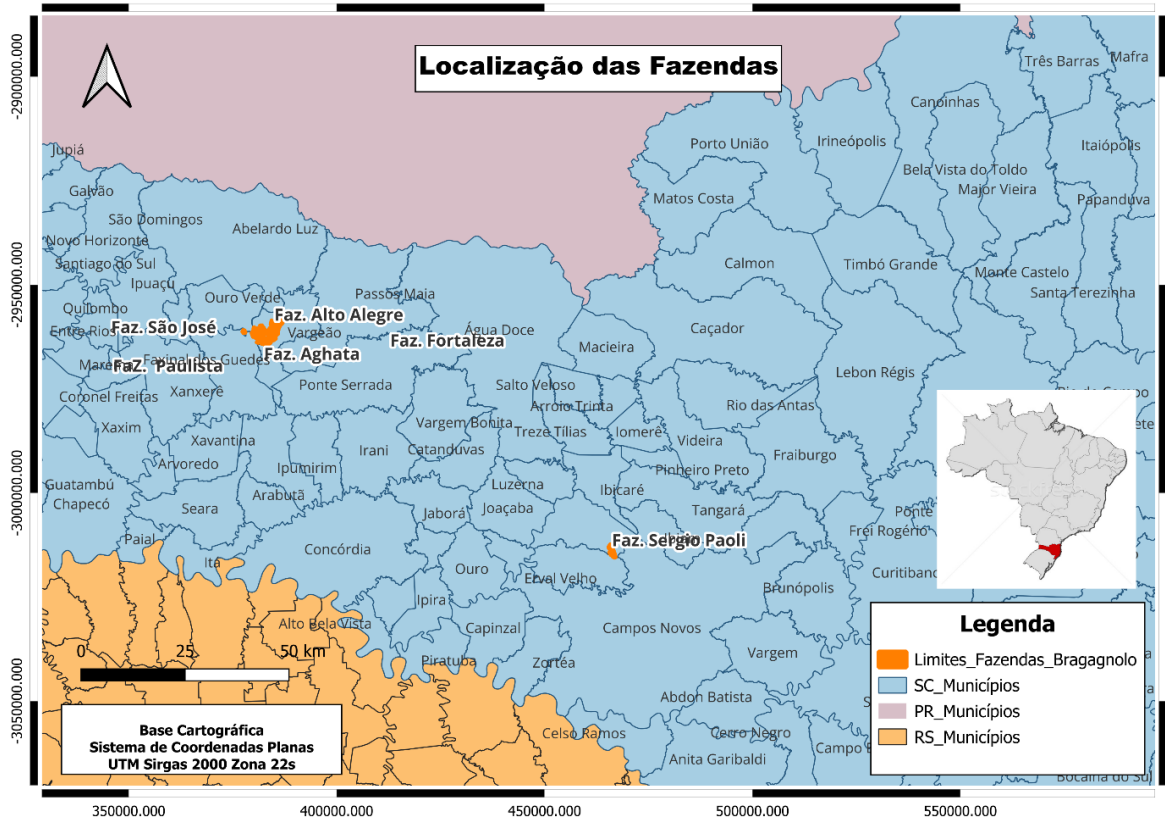 Localização das Fazendas
Três Barras
Mafra
Canoinhas
Porto União
Irineópolis
Itaiópolis
Jupiá
Bela Vista do Toldo
Galvão
Major Vieira
Matos Costa
Papanduva
São Domingos
Abelardo Luz
Novo Horizonte
Santiago do Sul
Calmon
Timbó Grande
Monte Castelo
Ipuaçu
Santa Terezinha
Passos Maia
Ouro Verde
Quilombo
Faz. Alto Alegre
Entre Rios
Faz. São José
Vargeão
Água Doce
Caçador
Faz. Fortaleza
Macieira
Faz. Aghata
Faxinal dos Guedes
FaZ. Paulista
Lebon Régis
Ponte Serrada
Salto Veloso
Coronel Freitas
Xanxerê
Arroio Trinta
Rio das Antas
Vargem Bonita
Xaxim
Treze Tílias
Iomerê
Xavantina
Videira
Irani
Catanduvas
Fraiburgo
Arvoredo
Ipumirim
Pinheiro Preto
Guatambú
Luzerna
Ibicaré
Arabutã
Chapecó
Seara
Jaborá
Joaçaba
Tangará
Ponte
Frei Rogério
Paial
Faz. Sergio Paoli
Concórdia
Itá
Ouro
Erval Velho
Curitibano
Brunópolis
Ipira
Alto Bela Vista
Capinzal
Campos Novos
Vargem
Piratuba
Zortéa
Abdon Batista
Celso Ramos
Cerro Negro
Campo
Anita Garibaldi
Bocaina do Sul
0 25 50 km
Base Cartográfica
Sistema de Coordenadas Planas
UTM Sirgas 2000 Zona 22s
Legenda
Limites_Fazendas_Bragagnolo
SC_Municípios
PR_Municípios
RS_Municípios
-2900000.000
-2950000.000
-3000000.000
-3050000.000
350000.000
400000.000
450000.000
500000.000
550000.000